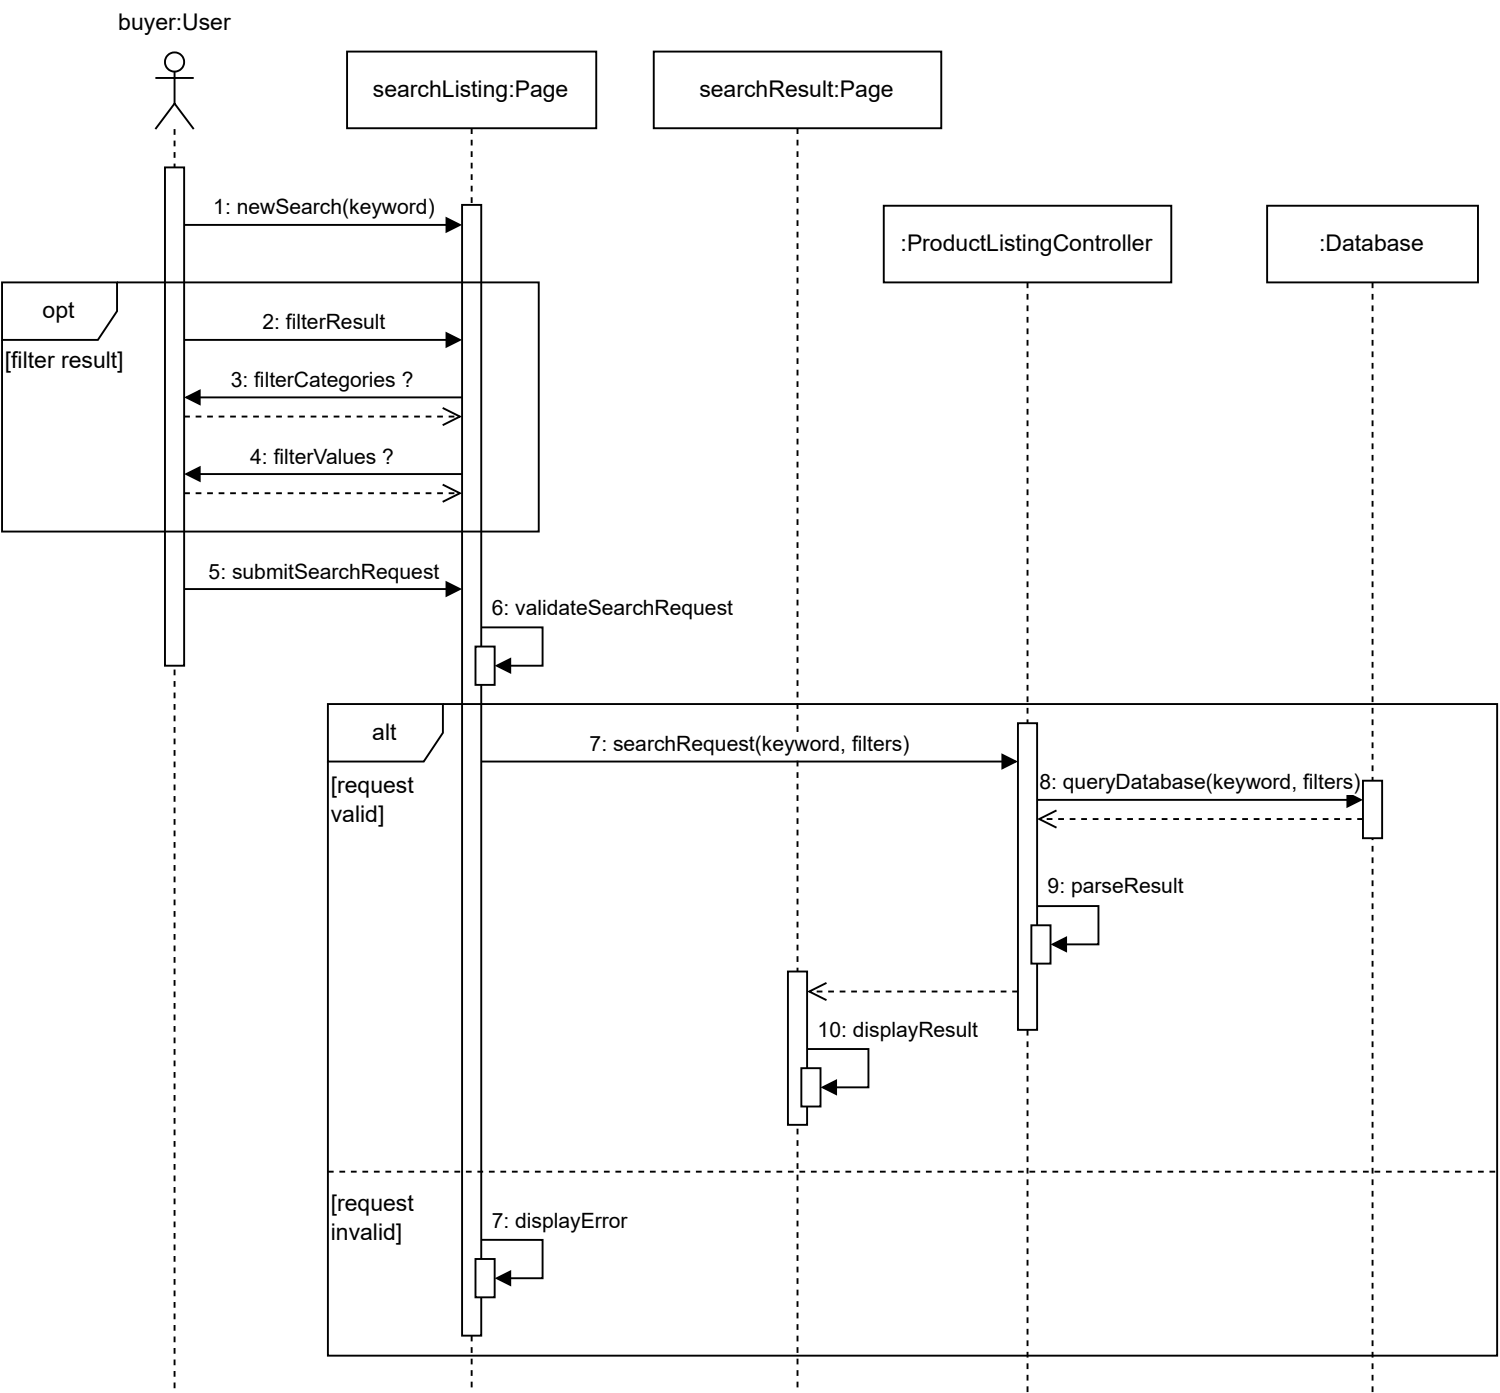 buyer:User
searchListing:Page
searchResult:Page
:ProductListingController
:Database
1: newSearch(keyword)
opt
[filter result]
2: filterResult
3: filterCategories ?
4: filterValues ?
5: submitSearchRequest
6: validateSearchRequest
alt
[request
valid]
7: searchRequest(keyword, filters)
8: queryDatabase(keyword, filters)
9: parseResult
10: displayResult
[request
invalid]
7: displayError